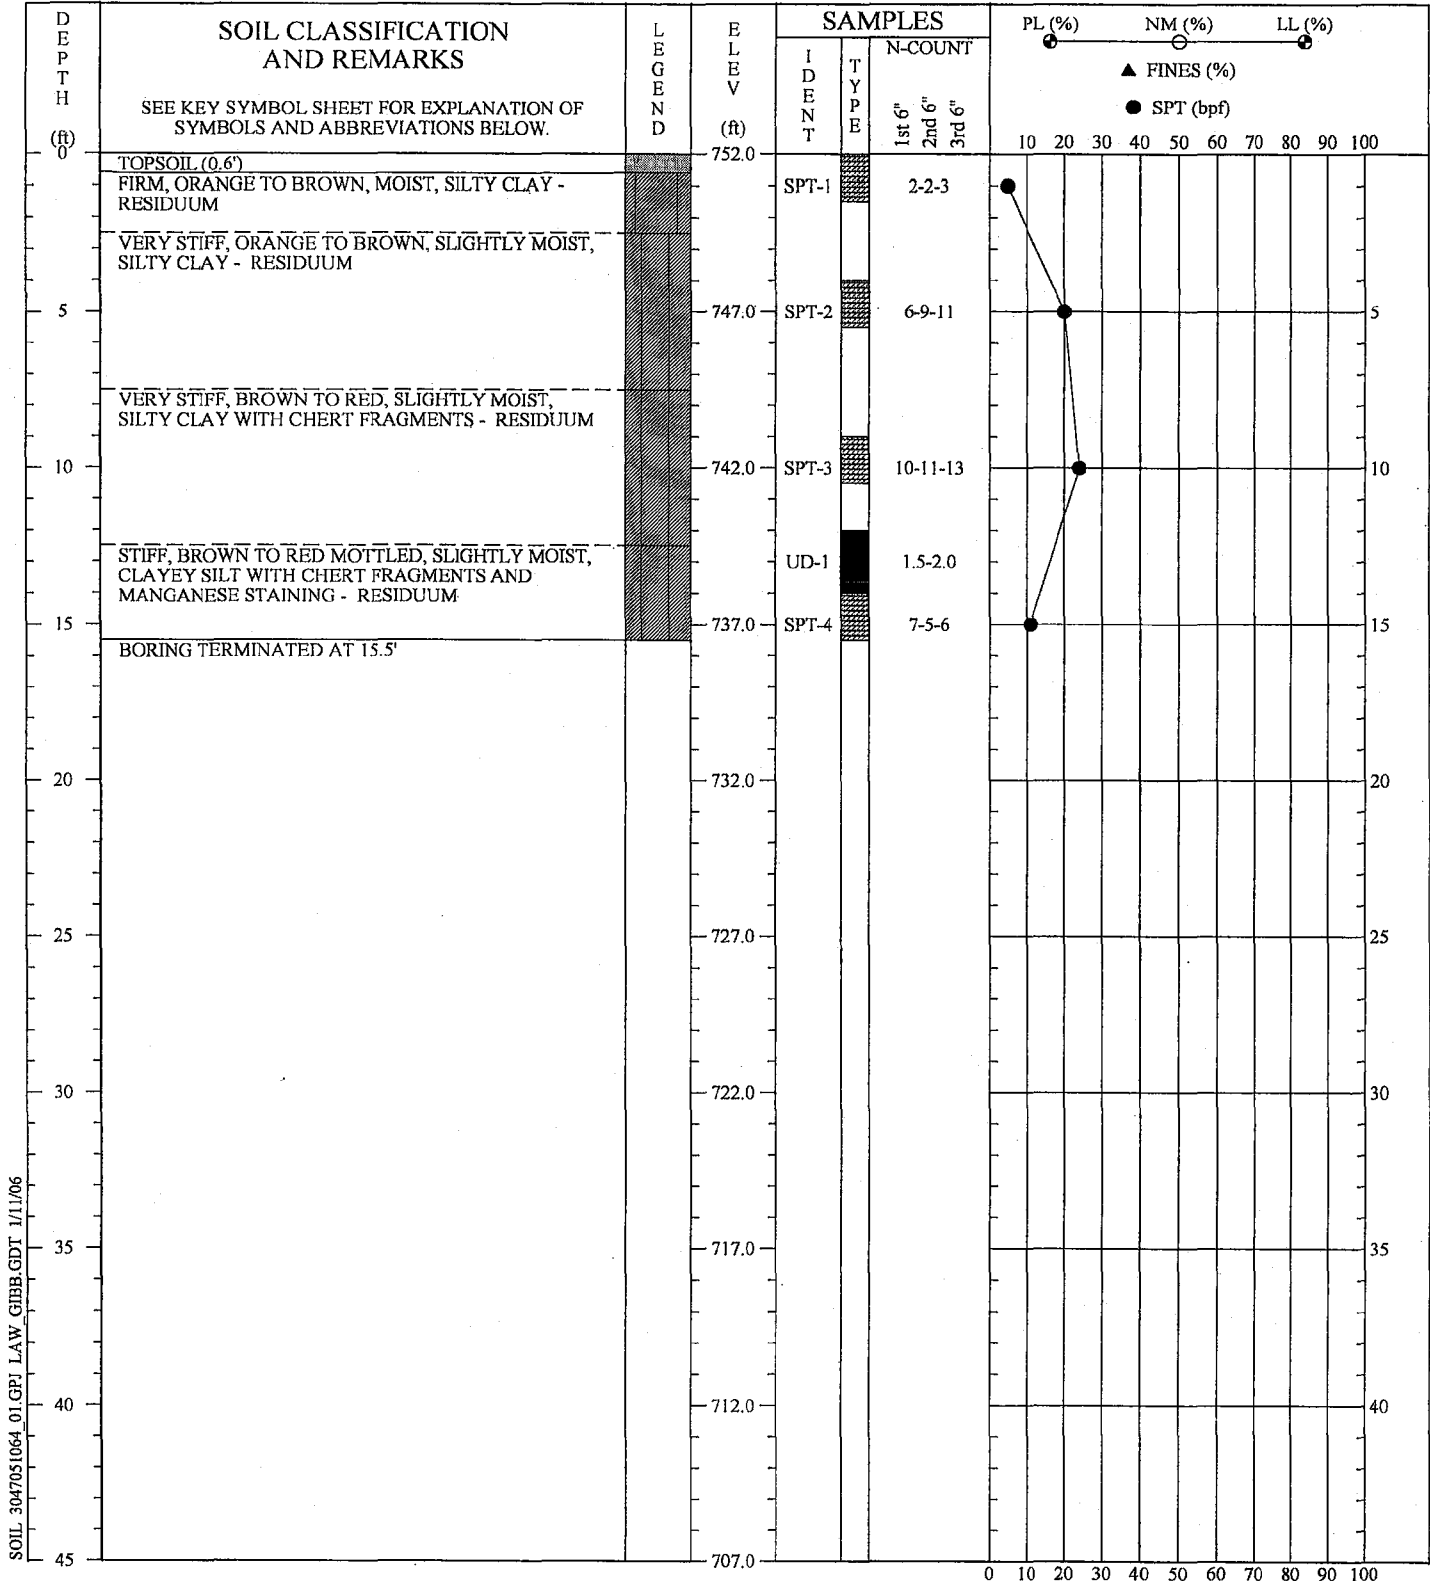 DEPTH (ft)
SOIL CLASSIFICATION
AND REMARKS
SEE KEY SYMBOL SHEET FOR EXPLANATION OF
SYMBOLS AND ABBREVIATIONS BELOW.
LEGEND
ELEV (ft)
SAMPLES
IDENT
TYPE
N-COUNT
1st 6"
2nd 6"
3rd 6"
PL (%) NM (%) LL (%)
▲ FINES (%)
● SPT (bpf)
10 20 30 40 50 60 70 80 90 100
0 752.0
TOPSOIL (0.6')
FIRM, ORANGE TO BROWN, MOIST, SILTY CLAY -
RESIDUUM
SPT-1 2-2-3
VERY STIFF, ORANGE TO BROWN, SLIGHTLY MOIST,
SILTY CLAY - RESIDUUM
5 747.0 SPT-2 6-9-11 5
VERY STIFF, BROWN TO RED, SLIGHTLY MOIST,
SILTY CLAY WITH CHERT FRAGMENTS - RESIDUUM
10 742.0 SPT-3 10-11-13 10
STIFF, BROWN TO RED MOTTLED, SLIGHTLY MOIST,
CLAYEY SILT WITH CHERT FRAGMENTS AND
MANGANESE STAINING - RESIDUUM
UD-1 1.5-2.0
15 737.0 SPT-4 7-5-6 15
BORING TERMINATED AT 15.5'
20 732.0 20
25 727.0 25
30 722.0 30
35 717.0 35
40 712.0 40
45 707.0
0 10 20 30 40 50 60 70 80 90 100
SOIL 3047051064_01.GPJ LAW_GIBB.GDT 1/11/06